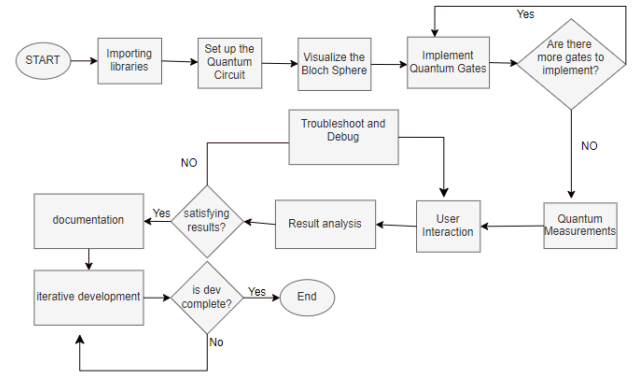 Yes
START
Importing
libraries
Set up the
Quantum
Circuit
Visualize the
Bloch Sphere
Implement
Quantum Gates
Are there
more gates to
implement?
NO
Troubleshoot and
Debug
NO
documentation
Yes
satisfying
results?
Result analysis
User
Interaction
Quantum
Measurements
iterative development
is dev
complete?
Yes
End
No